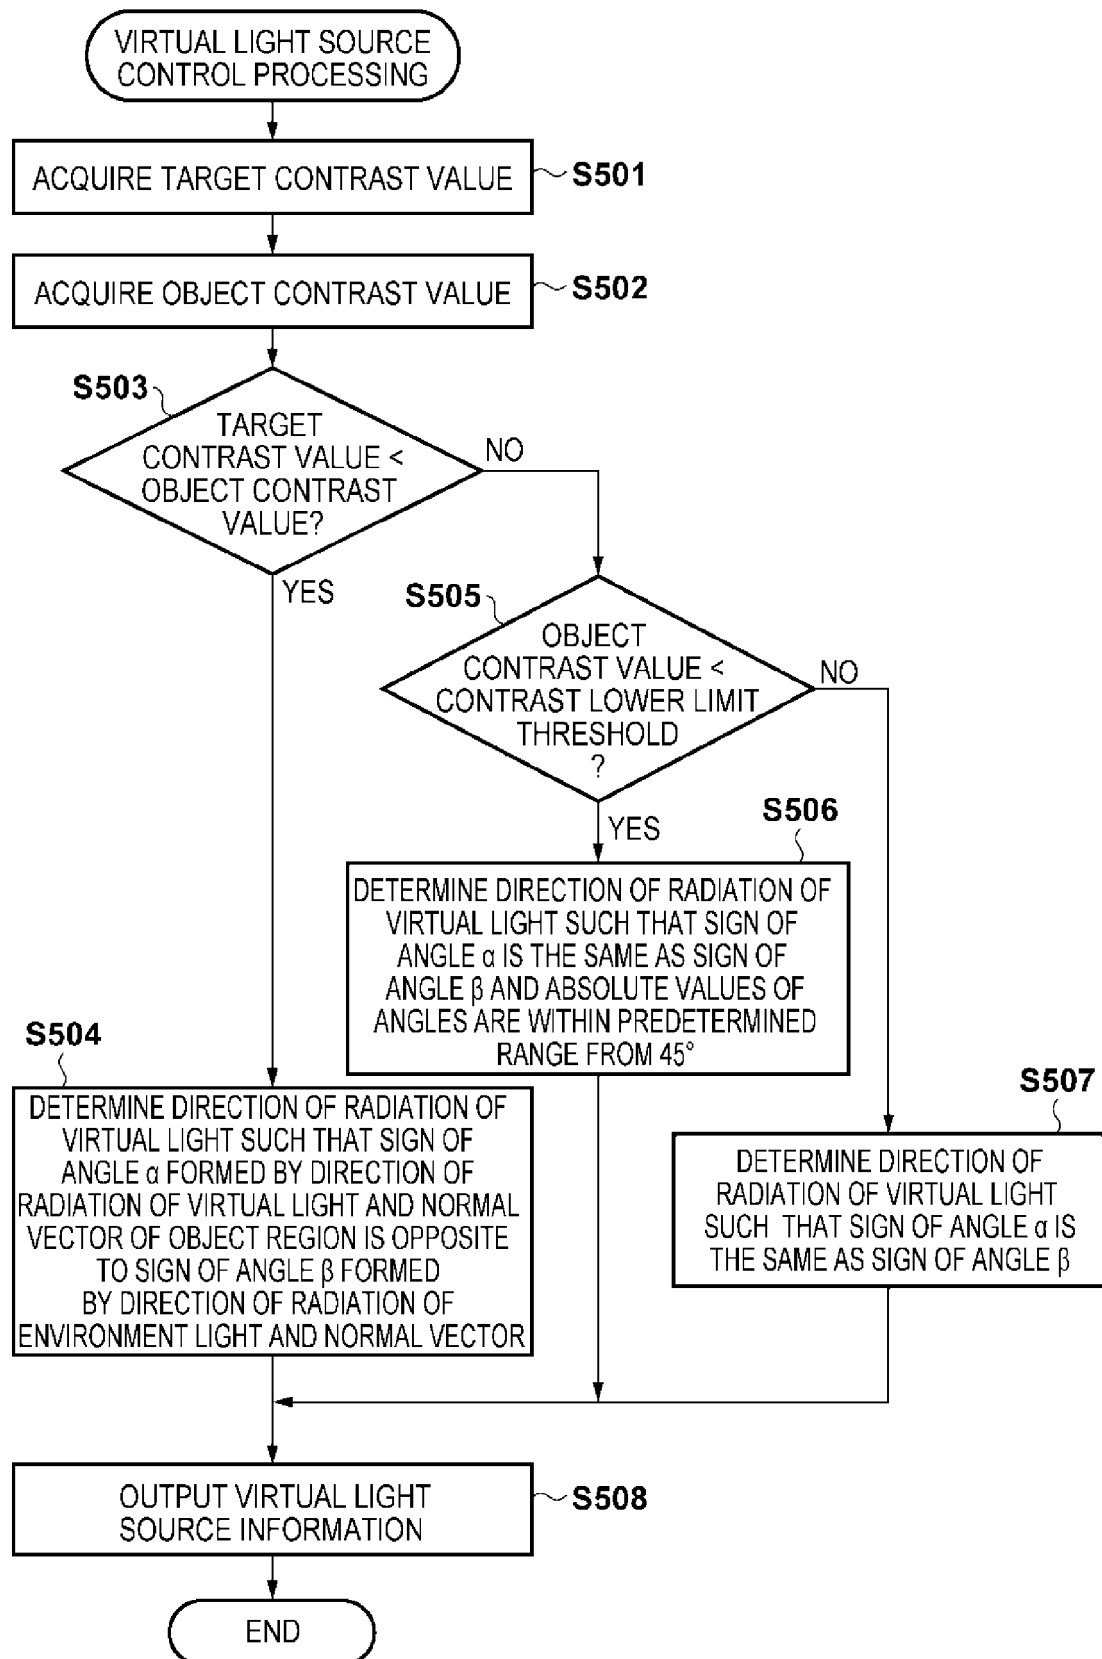 VIRTUAL LIGHT SOURCE
CONTROL PROCESSING
ACQUIRE TARGET CONTRAST VALUE
S501
ACQUIRE OBJECT CONTRAST VALUE
S502
S503
TARGET
CONTRAST VALUE <
OBJECT CONTRAST
VALUE?
NO
YES
S505
OBJECT
CONTRAST VALUE <
CONTRAST LOWER LIMIT
THRESHOLD
?
NO
YES
S506
DETERMINE DIRECTION OF RADIATION OF
VIRTUAL LIGHT SUCH THAT SIGN OF
ANGLE α IS THE SAME AS SIGN OF
ANGLE β AND ABSOLUTE VALUES OF
ANGLES ARE WITHIN PREDETERMINED
RANGE FROM 45°
S504
DETERMINE DIRECTION OF RADIATION OF
VIRTUAL LIGHT SUCH THAT SIGN OF
ANGLE α FORMED BY DIRECTION OF
RADIATION OF VIRTUAL LIGHT AND NORMAL
VECTOR OF OBJECT REGION IS OPPOSITE
TO SIGN OF ANGLE β FORMED
BY DIRECTION OF RADIATION OF
ENVIRONMENT LIGHT AND NORMAL VECTOR
S507
DETERMINE DIRECTION OF
RADIATION OF VIRTUAL LIGHT
SUCH THAT SIGN OF ANGLE α IS
THE SAME AS SIGN OF ANGLE β
OUTPUT VIRTUAL LIGHT
SOURCE INFORMATION
S508
END